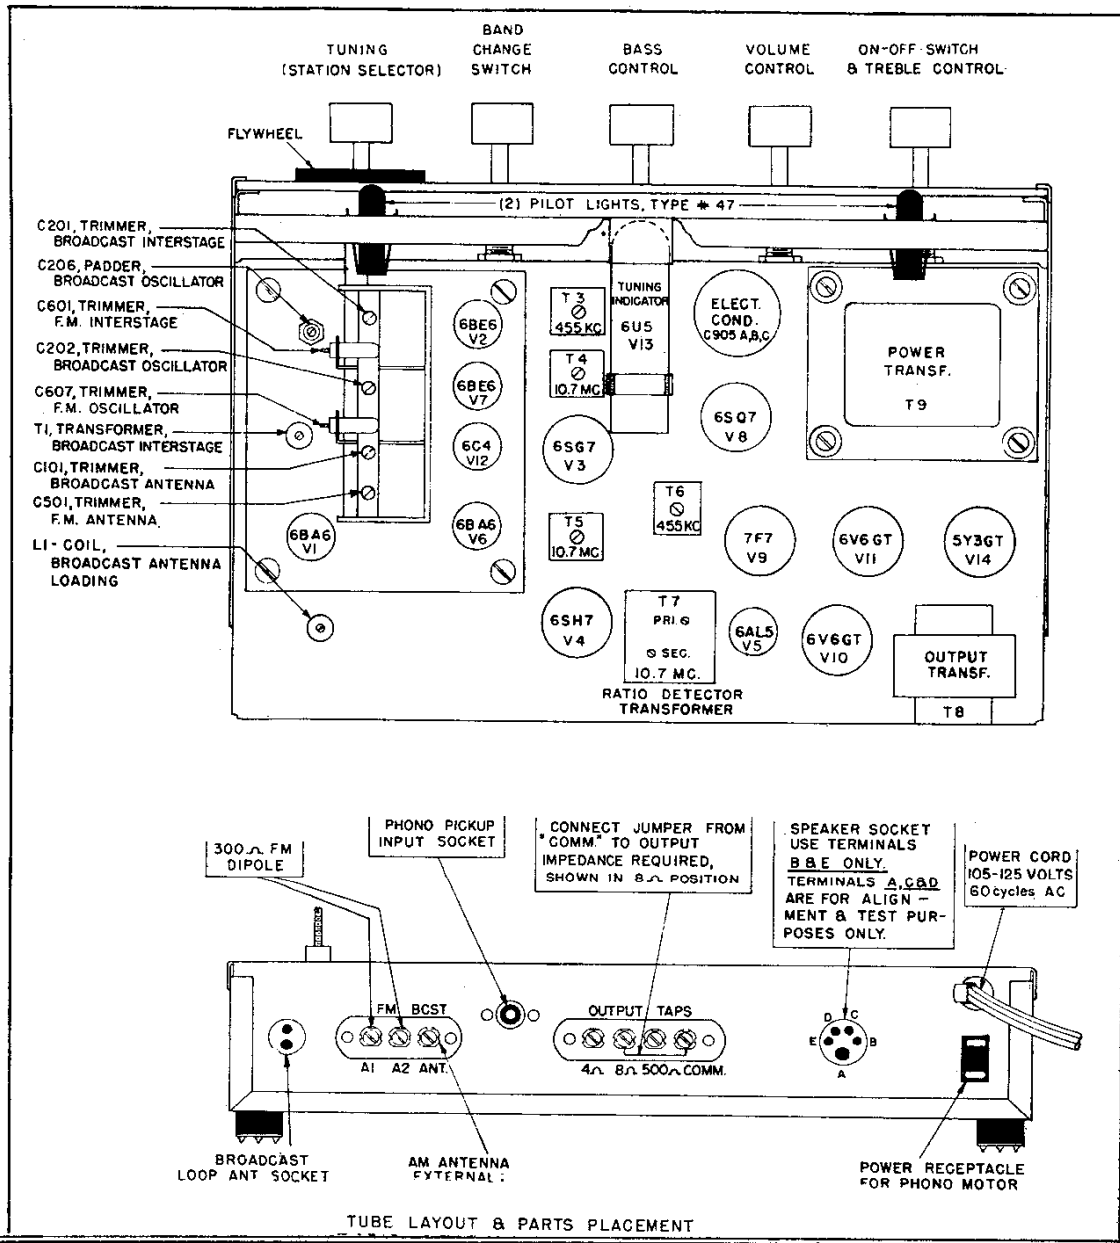 TUNING
(STATION SELECTOR)
BAND
CHANGE
SWITCH
BASS
CONTROL
VOLUME
CONTROL
ON-OFF SWITCH
& TREBLE CONTROL
FLYWHEEL
(2) PILOT LIGHTS, TYPE # 47
C201, TRIMMER,
BROADCAST INTERSTAGE
C206, PADDER,
BROADCAST OSCILLATOR
C601, TRIMMER,
F.M. INTERSTAGE
C202, TRIMMER,
BROADCAST OSCILLATOR
C607, TRIMMER,
F.M. OSCILLATOR
T1, TRANSFORMER,
BROADCAST INTERSTAGE
C101, TRIMMER,
BROADCAST ANTENNA
C501, TRIMMER,
F.M. ANTENNA
L1- COIL,
BROADCAST ANTENNA
LOADING
6BE6
V2
6BE6
V7
6C4
V12
6BA6
V6
6BA6
V1
T3
455KC
T4
10.7 MC
TUNING
INDICATOR
6U5
V13
ELECT.
COND.
C905 A,B,C
POWER
TRANSF.
T9
6SQ7
V8
6SG7
V3
T6
455KC
T5
10.7 MC
7F7
V9
6V6GT
V11
5Y3GT
V14
6SH7
V4
T7
PRI.
SEC.
10.7 MC.
RATIO DETECTOR
TRANSFORMER
6AL5
V5
6V6GT
V10
OUTPUT
TRANSF.
T8
300Ω FM
DIPOLE
PHONO PICKUP
INPUT SOCKET
CONNECT JUMPER FROM
"COMM." TO OUTPUT
IMPEDANCE REQUIRED,
SHOWN IN 8Ω POSITION
SPEAKER SOCKET
USE TERMINALS
B&E ONLY.
TERMINALS A,C&D
ARE FOR ALIGN-
MENT & TEST PUR-
POSES ONLY.
POWER CORD
105-125 VOLTS
60 cycles AC
FM BCST
A1 A2 ANT.
OUTPUT TAPS
4Ω 8Ω 500Ω COMM.
D C
E B
A
BROADCAST
LOOP ANT SOCKET
AM ANTENNA
EXTERNAL:
POWER RECEPTACLE
FOR PHONO MOTOR
TUBE LAYOUT & PARTS PLACEMENT